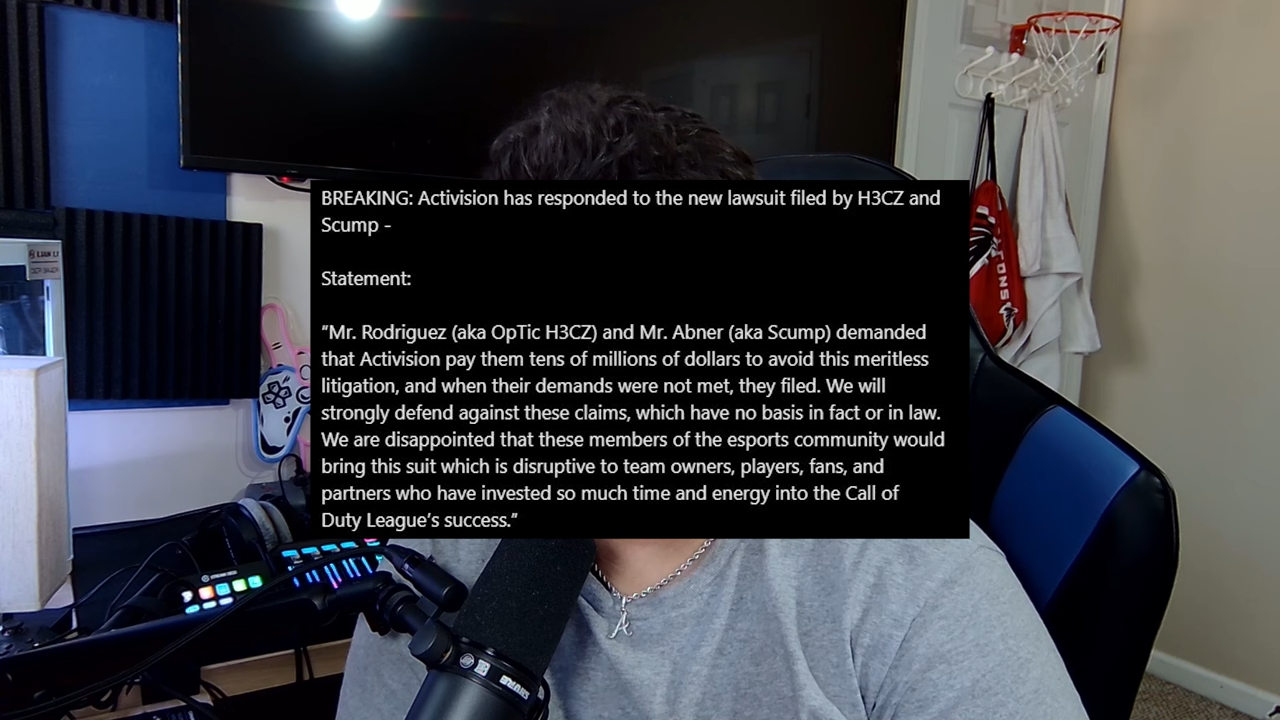 BREAKING: Activision has responded to the new lawsuit filed by H3CZ and
Scump -
Statement:
"Mr. Rodriguez (aka OpTic H3CZ) and Mr. Abner (aka Scump) demanded
that Activision pay them tens of millions of dollars to avoid this meritless
litigation, and when their demands were not met, they filed. We will
strongly defend against these claims, which have no basis in fact or in law.
We are disappointed that these members of the esports community would
bring this suit which is disruptive to team owners, players, fans, and
partners who have invested so much time and energy into the Call of
Duty League's success."
LIAN LI
STREAM DECK
SHURE